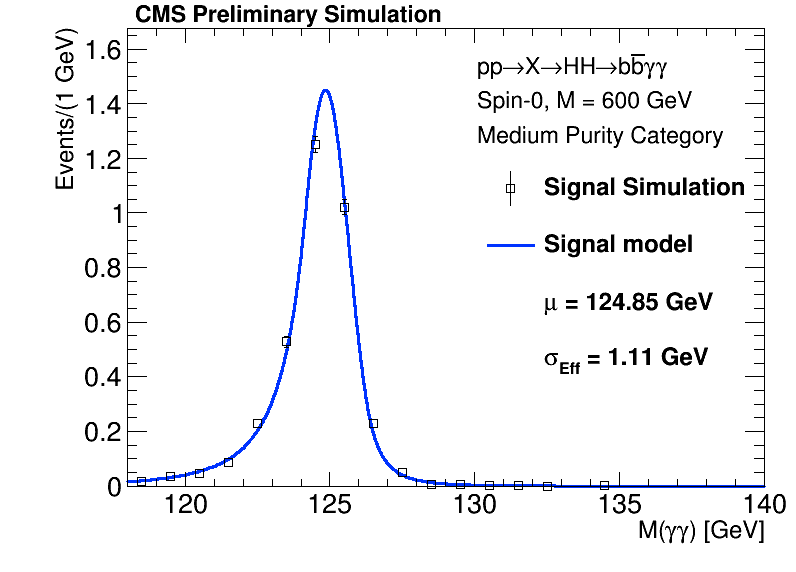 CMS Preliminary Simulation
Events/(1 GeV)
1.6
1.4
1.2
1
0.8
0.6
0.4
0.2
0
pp→X→HH→bb̅γγ
Spin-0, M = 600 GeV
Medium Purity Category
Signal Simulation
Signal model
μ = 124.85 GeV
σEff = 1.11 GeV
120 125 130 135 140
M(γγ) [GeV]